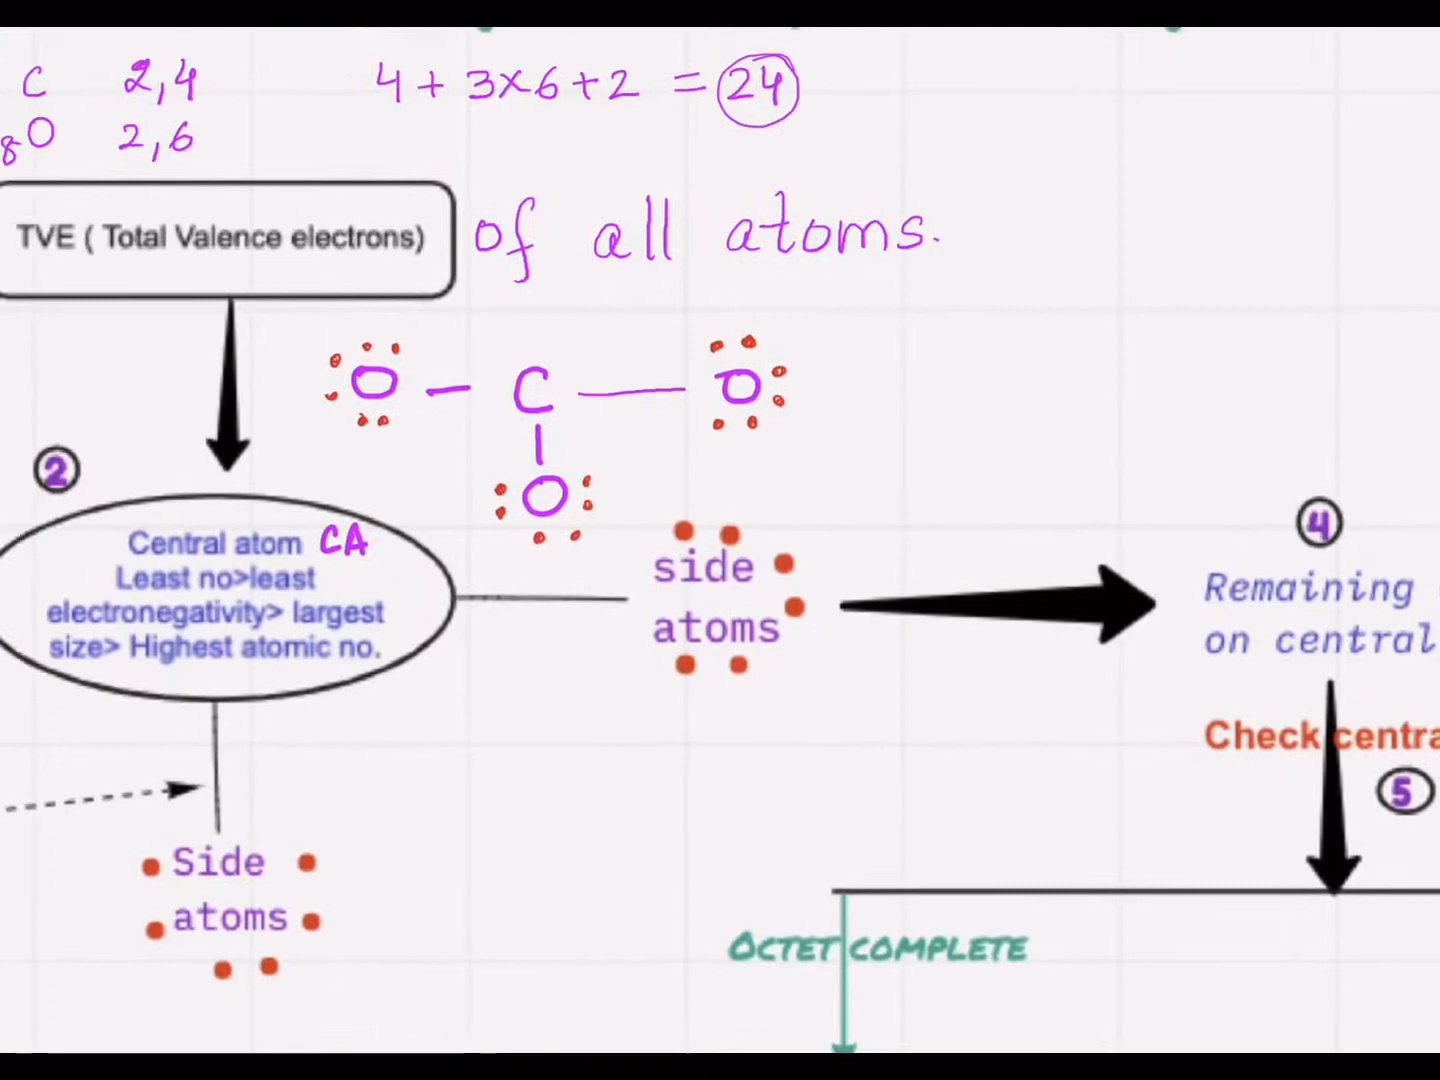 C 2,4 4 + 3×6 + 2 = 24
8O 2,6
TVE ( Total Valence electrons) of all atoms.
O - C — O
|
O
2
Central atom CA
Least no>least
electronegativity> largest
size> Highest atomic no.
side
atoms
4
Remaining
on central
Check centra
5
Side
atoms
OCTET COMPLETE